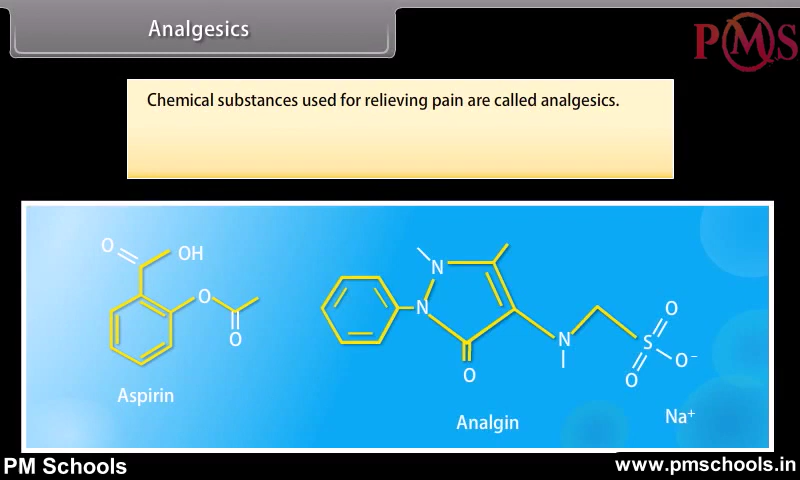 Analgesics
PMS
Chemical substances used for relieving pain are called analgesics.
O
OH
O
O
Aspirin
N
N
O
N
S
O
O⁻
O
Na⁺
Analgin
PM Schools
www.pmschools.in